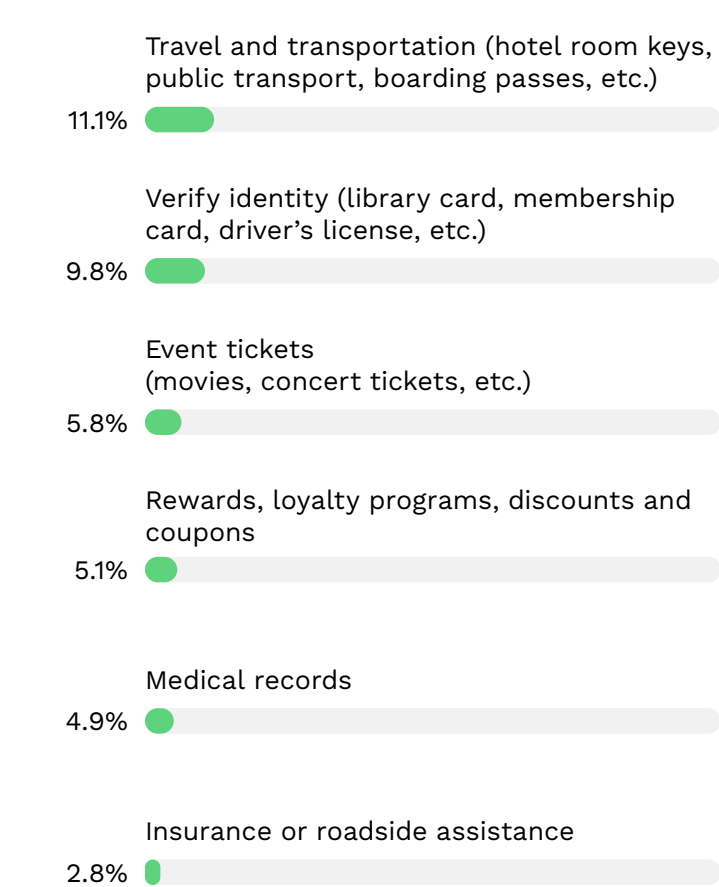 Travel and transportation (hotel room keys,
public transport, boarding passes, etc.)
11.1%
Verify identity (library card, membership
card, driver’s license, etc.)
9.8%
Event tickets
(movies, concert tickets, etc.)
5.8%
Rewards, loyalty programs, discounts and
coupons
5.1%
Medical records
4.9%
Insurance or roadside assistance
2.8%